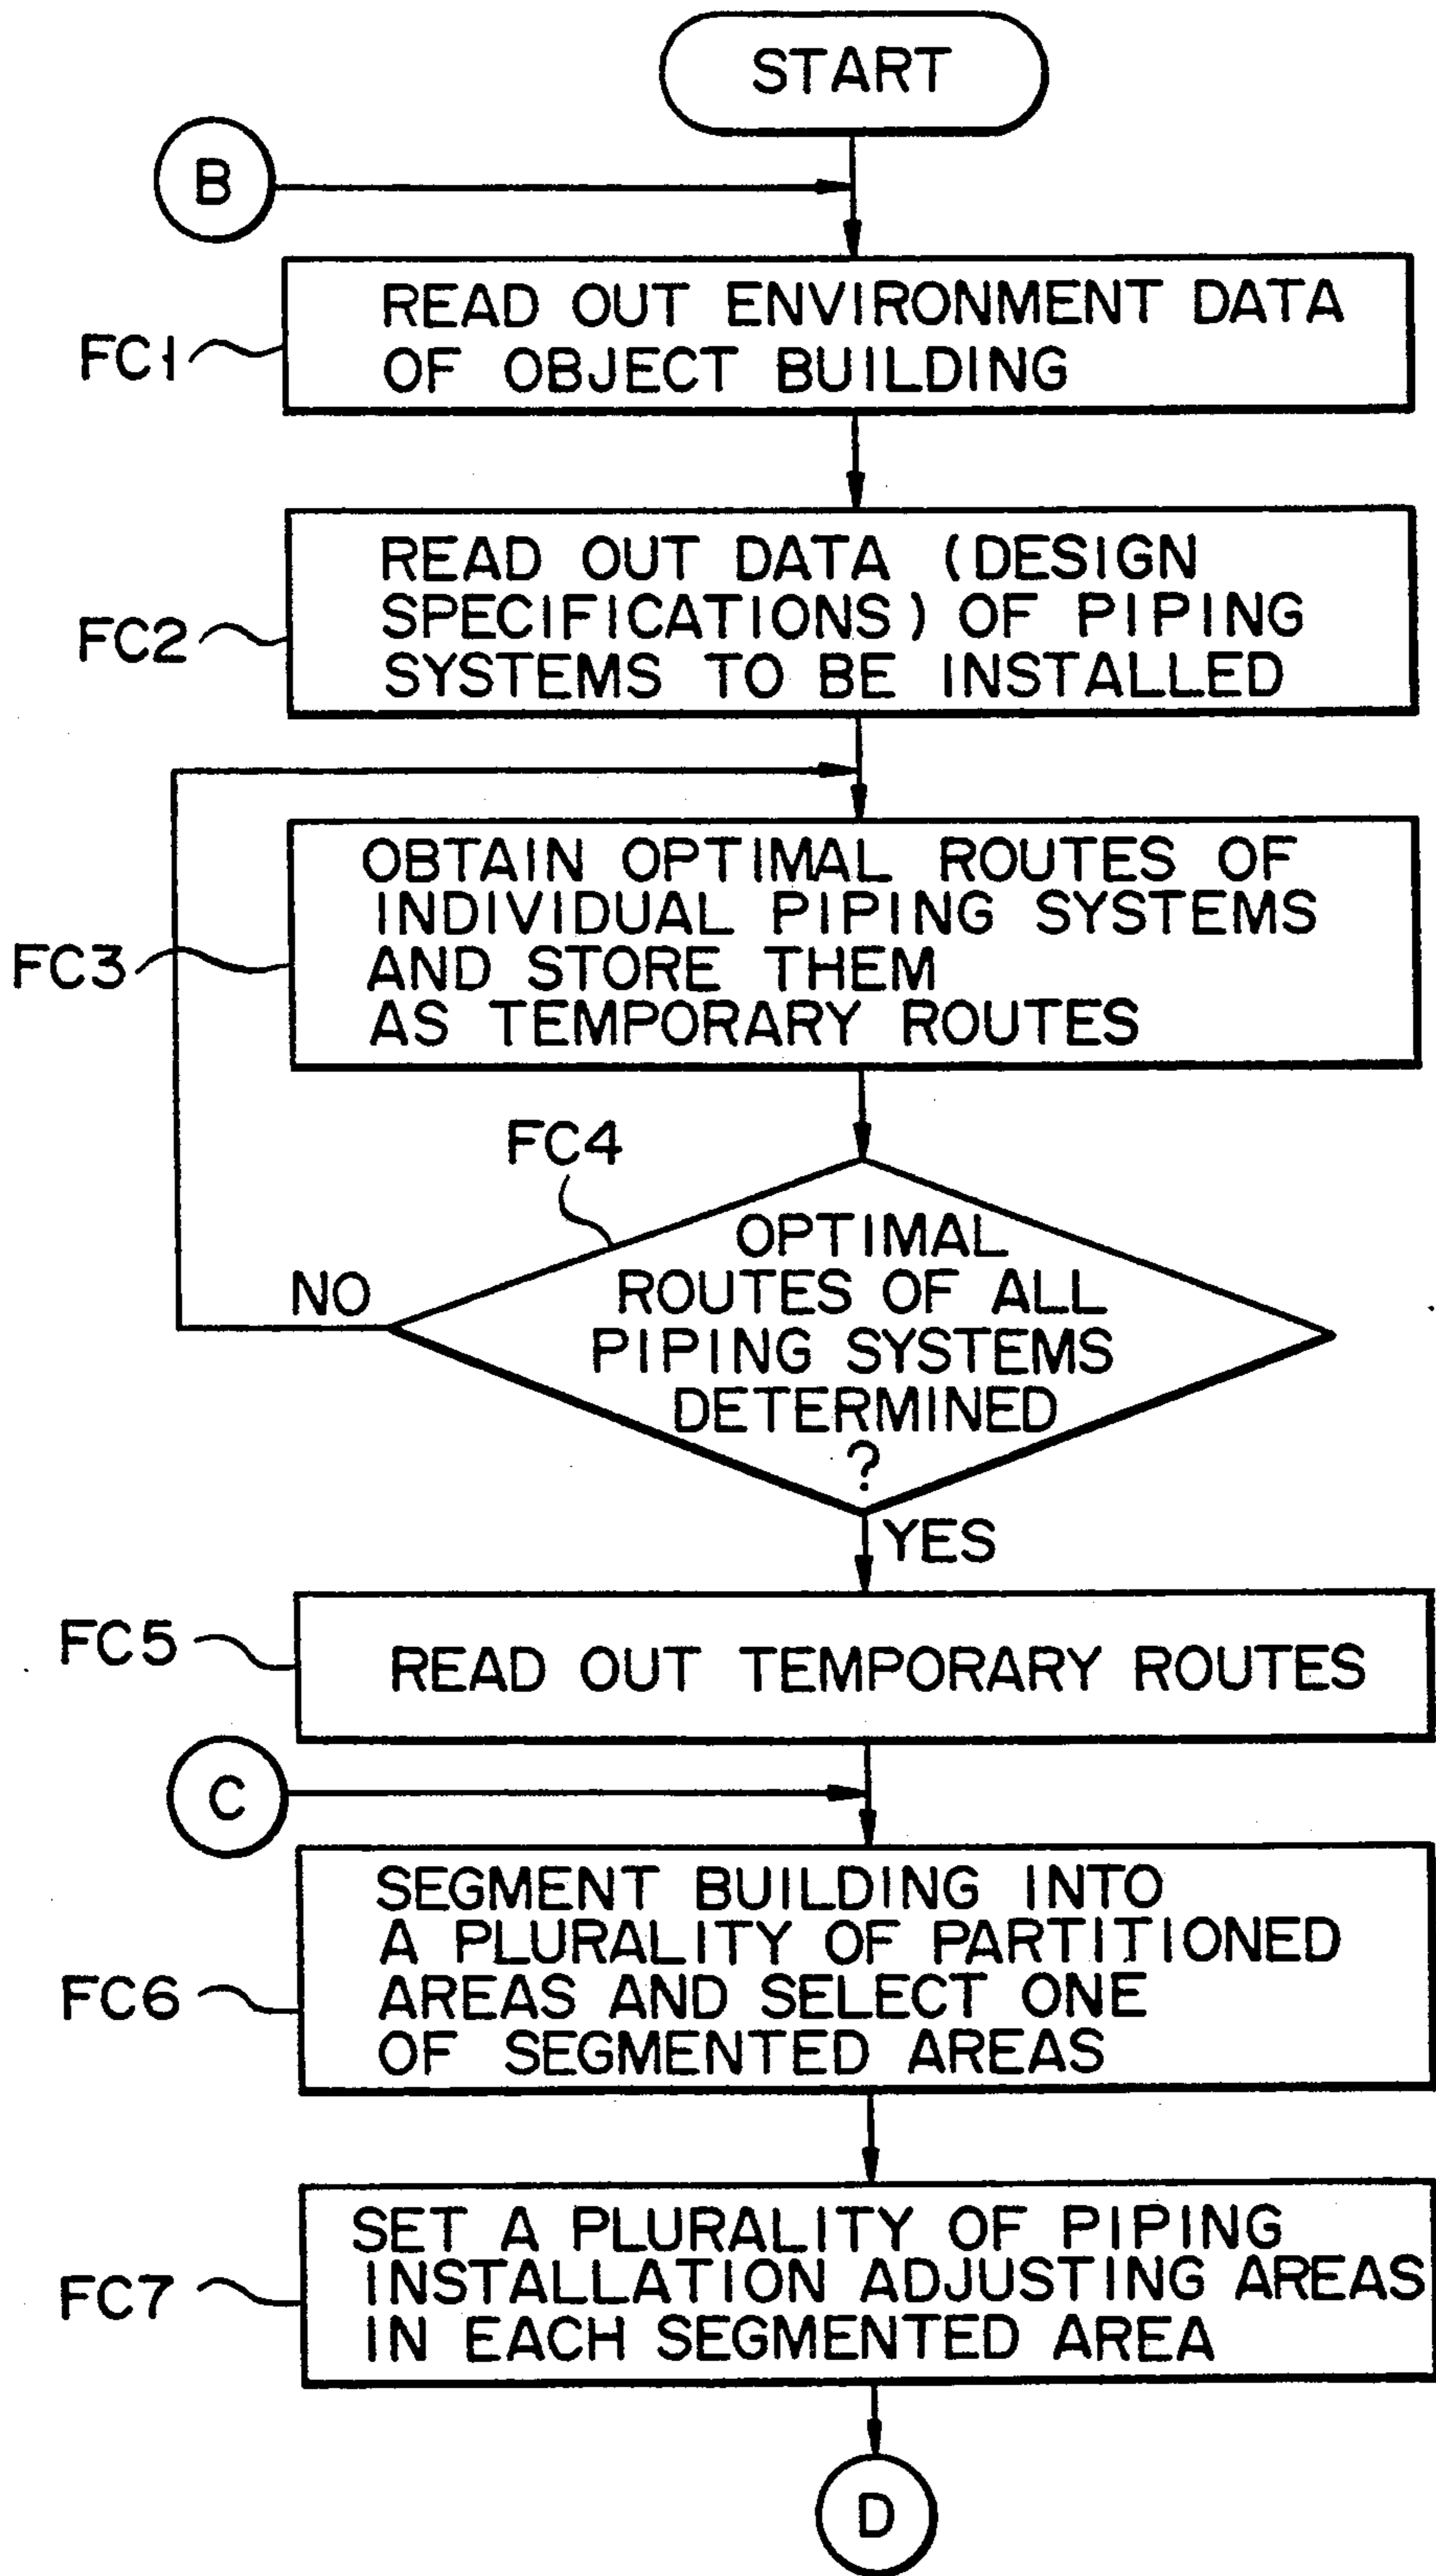 START
B
READ OUT ENVIRONMENT DATA
OF OBJECT BUILDING
FC1
READ OUT DATA (DESIGN
SPECIFICATIONS) OF PIPING
SYSTEMS TO BE INSTALLED
FC2
OBTAIN OPTIMAL ROUTES OF
INDIVIDUAL PIPING SYSTEMS
AND STORE THEM
AS TEMPORARY ROUTES
FC3
FC4
OPTIMAL
ROUTES OF ALL
PIPING SYSTEMS
DETERMINED
?
NO
YES
FC5
READ OUT TEMPORARY ROUTES
C
SEGMENT BUILDING INTO
A PLURALITY OF PARTITIONED
AREAS AND SELECT ONE
OF SEGMENTED AREAS
FC6
SET A PLURALITY OF PIPING
INSTALLATION ADJUSTING AREAS
IN EACH SEGMENTED AREA
FC7
D